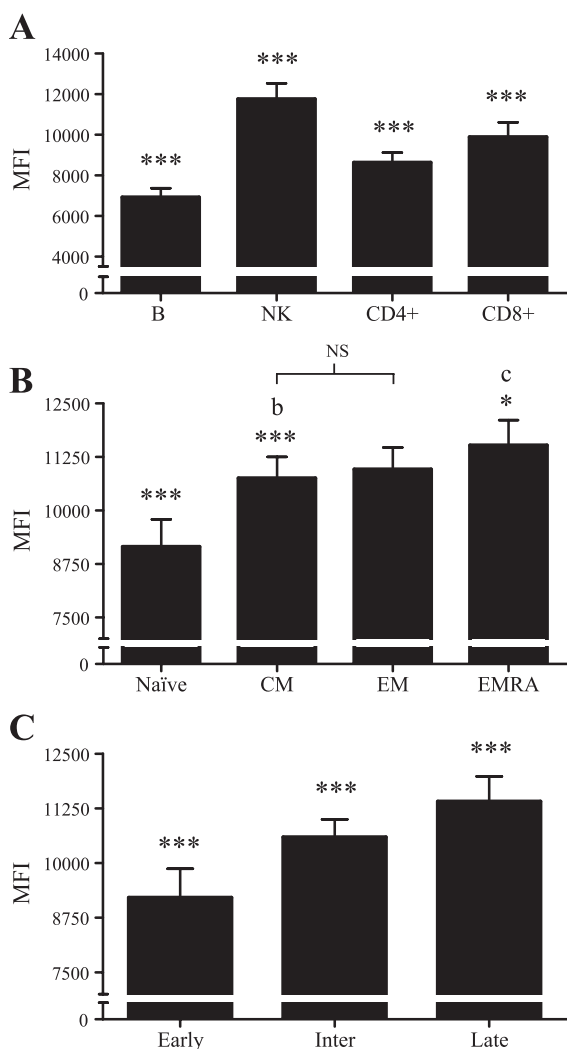 A
14000
12000
10000
8000
6000
4000
0
MFI
***
***
***
***
B NK CD4+ CD8+
B
NS
12500
11250
10000
8750
7500
0
MFI
***
b
***
c
*
Naïve CM EM EMRA
C
12500
11250
10000
8750
7500
0
MFI
***
***
***
Early Inter Late